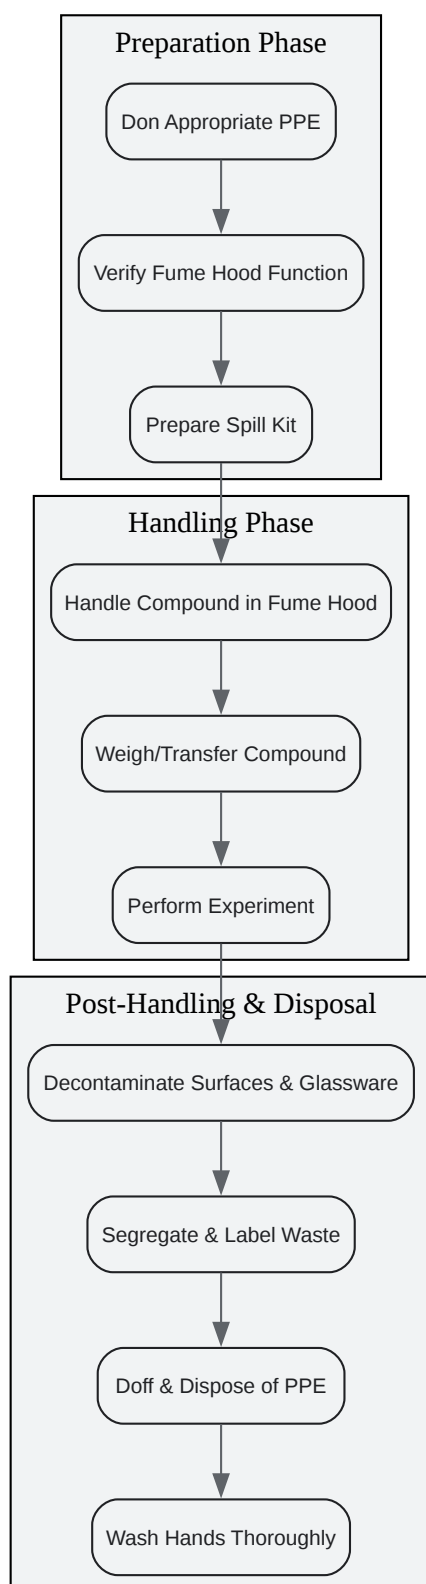 Preparation Phase
Don Appropriate PPE
Verify Fume Hood Function
Prepare Spill Kit
Handling Phase
Handle Compound in Fume Hood
Weigh/Transfer Compound
Perform Experiment
Post-Handling & Disposal
Decontaminate Surfaces & Glassware
Segregate & Label Waste
Doff & Dispose of PPE
Wash Hands Thoroughly